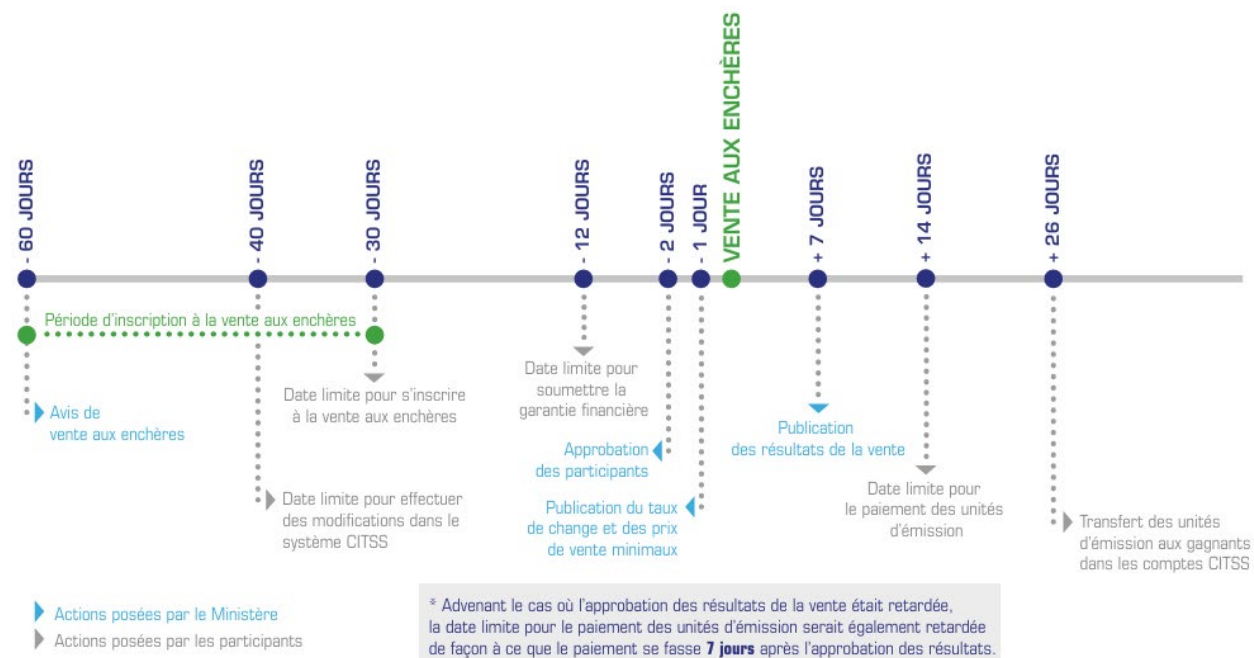 - 60 JOURS
- 40 JOURS
- 30 JOURS
- 12 JOURS
- 2 JOURS
- 1 JOUR
VENTE AUX ENCHÈRES
+ 7 JOURS
+ 14 JOURS
+ 26 JOURS
Période d'inscription à la vente aux enchères
Avis de
vente aux enchères
Date limite pour effectuer
des modifications dans le
système CITSS
Date limite pour s'inscrire
à la vente aux enchères
Date limite pour
soumettre la
garantie financière
Approbation
des participants
Publication du taux
de change et des prix
de vente minimaux
Publication
des résultats de la vente
Date limite pour
le paiement des unités
d'émission
Transfert des unités
d'émission aux gagnants
dans les comptes CITSS
Actions posées par le Ministère
Actions posées par les participants
* Advenant le cas où l'approbation des résultats de la vente était retardée,
la date limite pour le paiement des unités d'émission serait également retardée
de façon à ce que le paiement se fasse 7 jours après l'approbation des résultats.